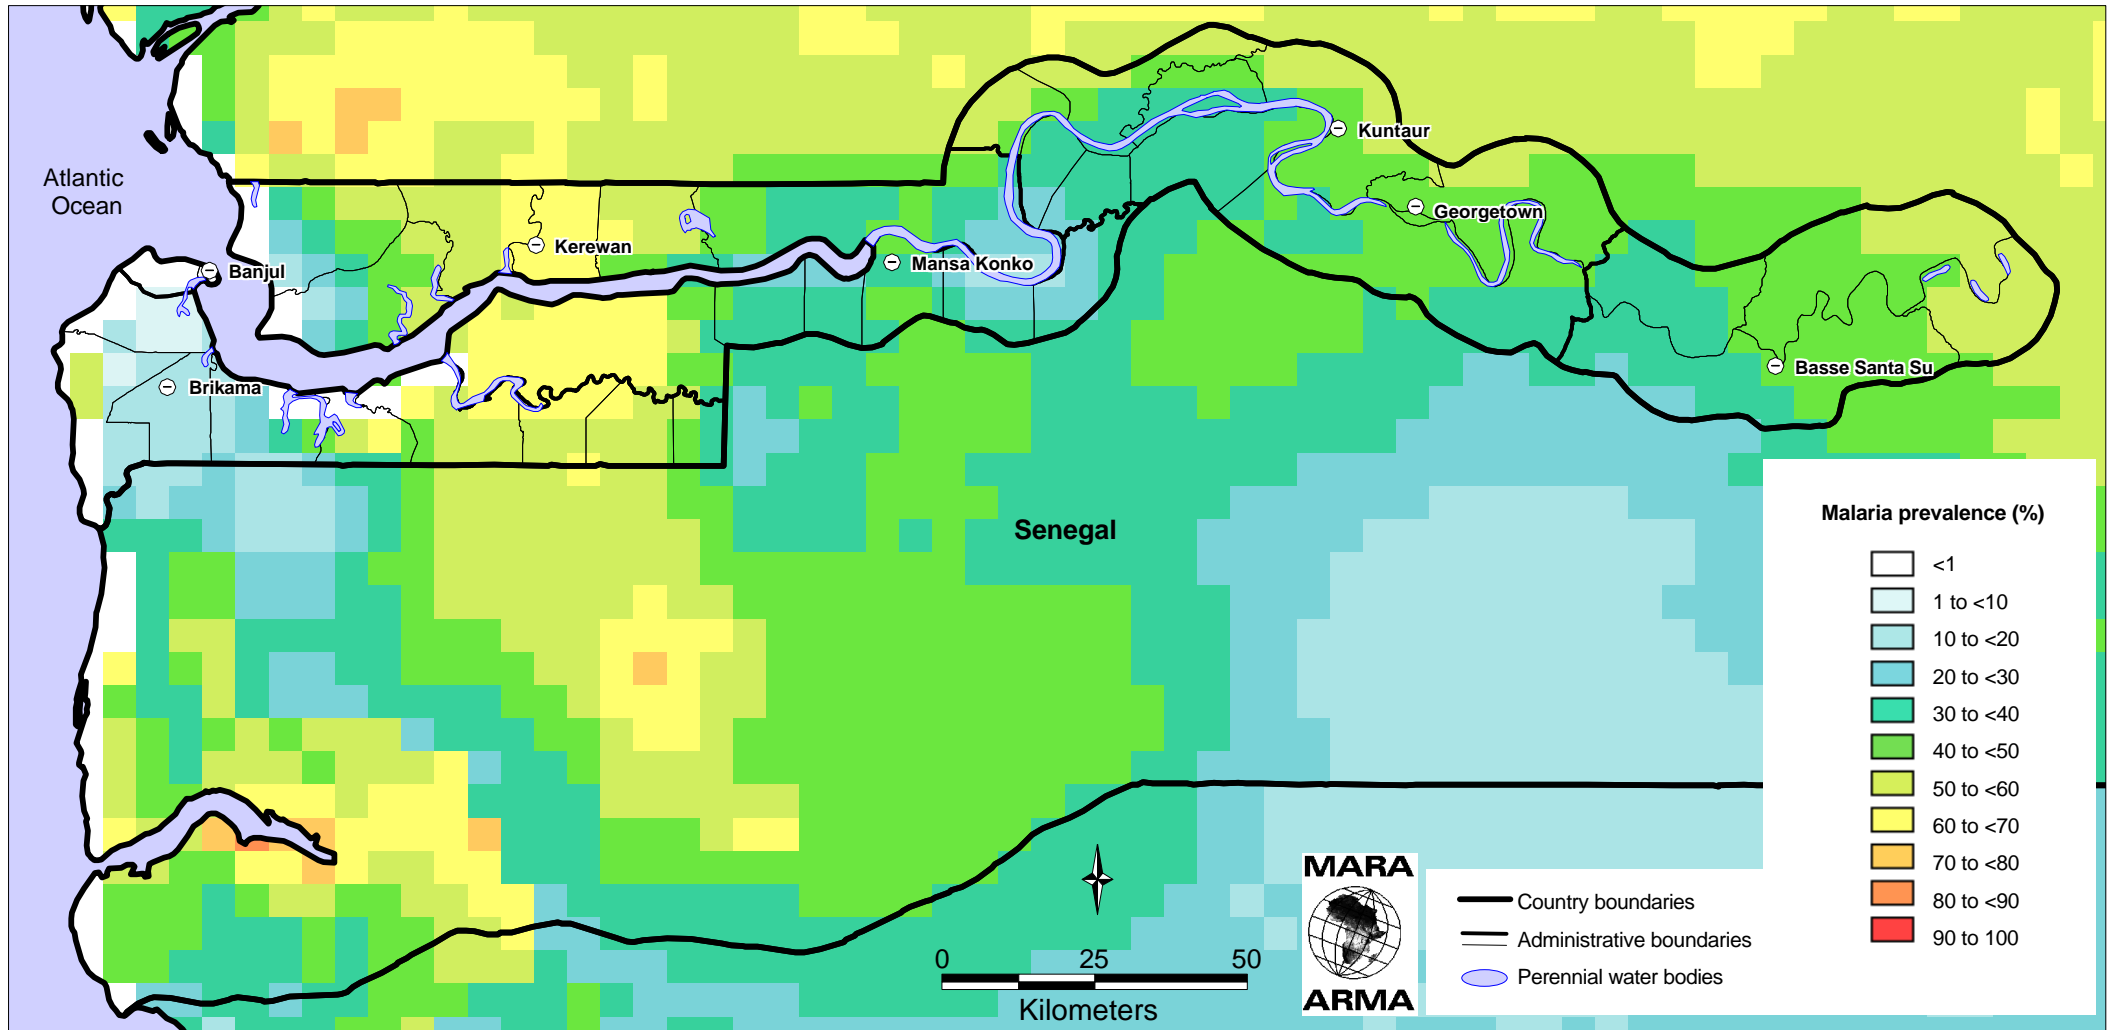 Atlantic
Ocean
Banjul
Brikama
Kerewan
Mansa Konko
Kuntaur
Georgetown
Basse Santa Su
Senegal
Malaria prevalence (%)
<1
1 to <10
10 to <20
20 to <30
30 to <40
40 to <50
50 to <60
60 to <70
70 to <80
80 to <90
90 to 100
0 25 50
Kilometers
MARA
ARMA
Country boundaries
Administrative boundaries
Perennial water bodies